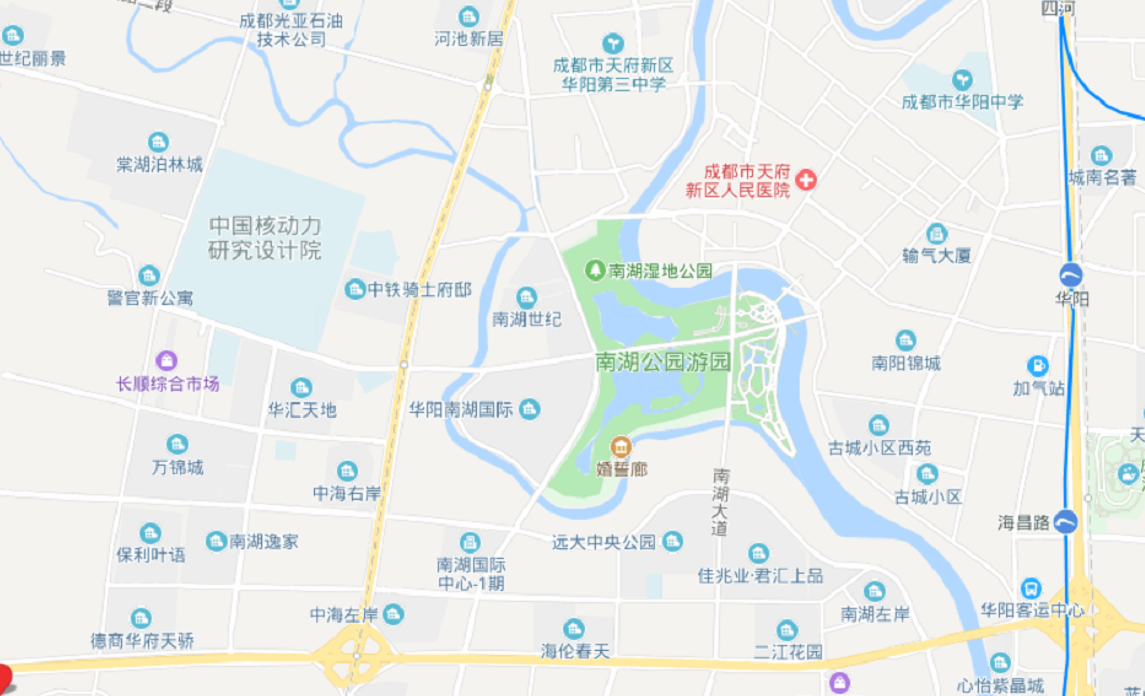 二段
成都光亚石油
技术公司
河池新居
四河
世纪丽景
成都市天府新区
华阳第三中学
成都市华阳中学
棠湖泊林城
成都市天府
新区人民医院
城南名著
中国核动力
研究设计院
输气大厦
南湖湿地公园
警官新公寓
中铁骑士府邸
南湖世纪
华阳
长顺综合市场
南湖公园游园
南阳锦城
加气站
华汇天地
华阳南湖国际
古城小区西苑
万锦城
婚誓廊
中海右岸
南湖大道
古城小区
海昌路
保利叶语
南湖逸家
南湖国际
中心-1期
远大中央公园
佳兆业·君汇上品
中海左岸
南湖左岸
华阳客运中心
德商华府天骄
海伦春天
二江花园
心怡紫晶城